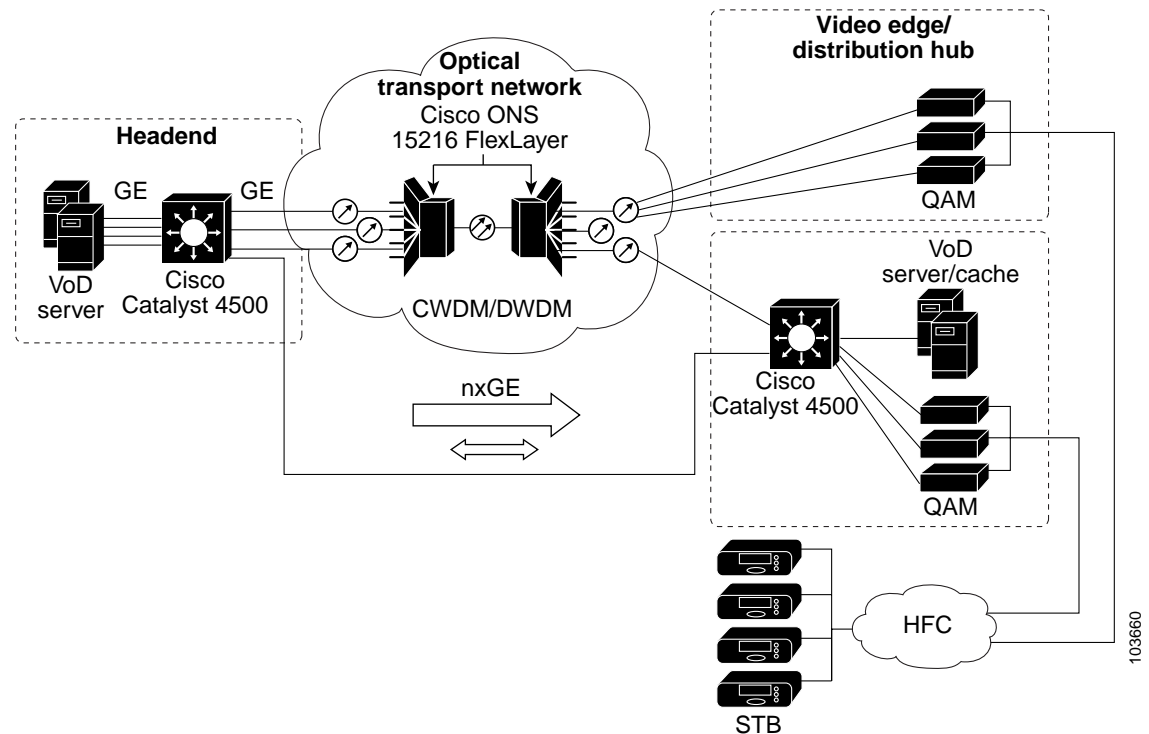 Headend
GE
GE
VoD
server
Cisco
Catalyst 4500
Optical
transport network
Cisco ONS
15216 FlexLayer
CWDM/DWDM
nxGE
Video edge/
distribution hub
QAM
VoD
server/cache
Cisco
Catalyst 4500
QAM
HFC
STB
103660